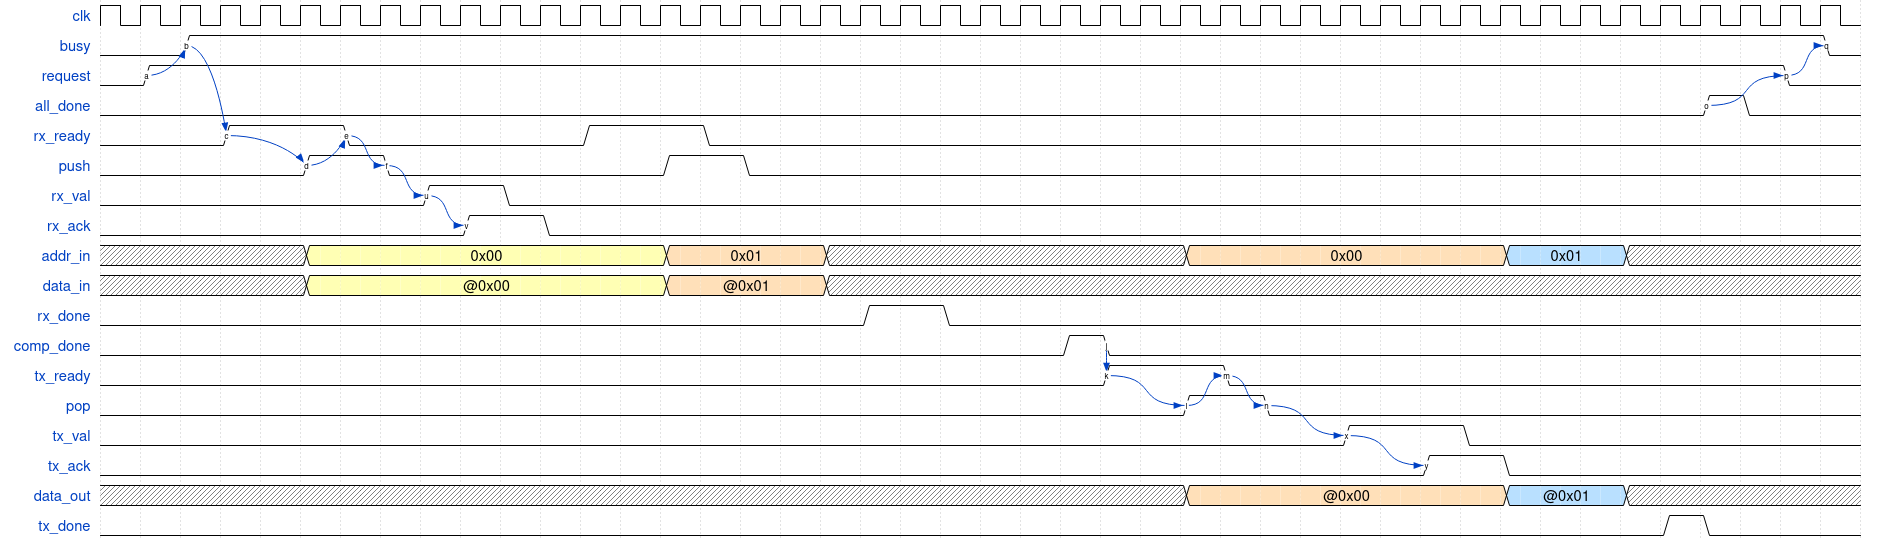 clk
busy b q
request a p
all_done o
rx_ready c e
push d f
rx_val u
rx_ack v
addr_in 0x00 0x01 0x00 0x01
data_in @0x00 @0x01
rx_done
comp_done
tx_ready k m
pop l n
tx_val x
tx_ack y
data_out @0x00 @0x01
tx_done